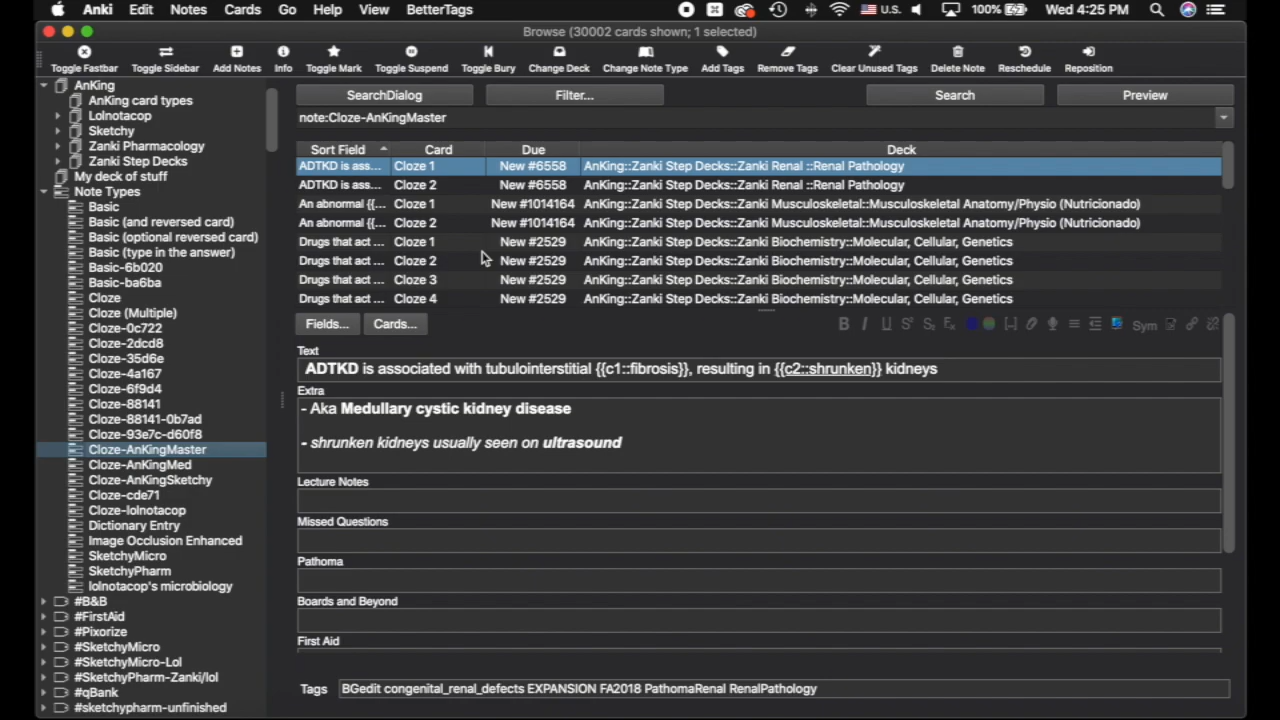 Anki Edit Notes Cards Go Help View BetterTags U.S. 100% Wed 4:25 PM
Browse (30002 cards shown; 1 selected)
Toggle Fastbar Toggle Sidebar Add Notes Info Toggle Mark Toggle Suspend Toggle Bury Change Deck Change Note Type Add Tags Remove Tags Clear Unused Tags Delete Note Reschedule Reposition
AnKing
AnKing card types
Lolnotacop
Sketchy
Zanki Pharmacology
Zanki Step Decks
My deck of stuff
Note Types
Basic
Basic (and reversed card)
Basic (optional reversed card)
Basic (type in the answer)
Basic-6b020
Basic-ba6ba
Cloze
Cloze (Multiple)
Cloze-0c722
Cloze-2dcd8
Cloze-35d6e
Cloze-4a167
Cloze-6f9d4
Cloze-88141
Cloze-88141-0b7ad
Cloze-93e7c-d60f8
Cloze-AnKingMaster
Cloze-AnKingMed
Cloze-AnKingSketchy
Cloze-cde71
Cloze-lolnotacop
Dictionary Entry
Image Occlusion Enhanced
SketchyMicro
SketchyPharm
lolnotacop's microbiology
#B&B
#FirstAid
#Pixorize
#SketchyMicro
#SketchyMicro-Lol
#SketchyPharm-Zanki/lol
#qBank
#sketchypharm-unfinished
SearchDialog Filter... Search Preview
note:Cloze-AnKingMaster
Sort Field Card Due Deck
ADTKD is ass... Cloze 1 New #6558 AnKing::Zanki Step Decks::Zanki Renal ::Renal Pathology
ADTKD is ass... Cloze 2 New #6558 AnKing::Zanki Step Decks::Zanki Renal ::Renal Pathology
An abnormal {{... Cloze 1 New #1014164 AnKing::Zanki Step Decks::Zanki Musculoskeletal::Musculoskeletal Anatomy/Physio (Nutricionado)
An abnormal {{... Cloze 2 New #1014164 AnKing::Zanki Step Decks::Zanki Musculoskeletal::Musculoskeletal Anatomy/Physio (Nutricionado)
Drugs that act ... Cloze 1 New #2529 AnKing::Zanki Step Decks::Zanki Biochemistry::Molecular, Cellular, Genetics
Drugs that act ... Cloze 2 New #2529 AnKing::Zanki Step Decks::Zanki Biochemistry::Molecular, Cellular, Genetics
Drugs that act ... Cloze 3 New #2529 AnKing::Zanki Step Decks::Zanki Biochemistry::Molecular, Cellular, Genetics
Drugs that act ... Cloze 4 New #2529 AnKing::Zanki Step Decks::Zanki Biochemistry::Molecular, Cellular, Genetics
Fields... Cards... B I U Sym
Text
ADTKD is associated with tubulointerstitial {{c1::fibrosis}}, resulting in {{c2::shrunken}} kidneys
Extra
- Aka Medullary cystic kidney disease
- shrunken kidneys usually seen on ultrasound
Lecture Notes
Missed Questions
Pathoma
Boards and Beyond
First Aid
Tags BGedit congenital_renal_defects EXPANSION FA2018 PathomaRenal RenalPathology